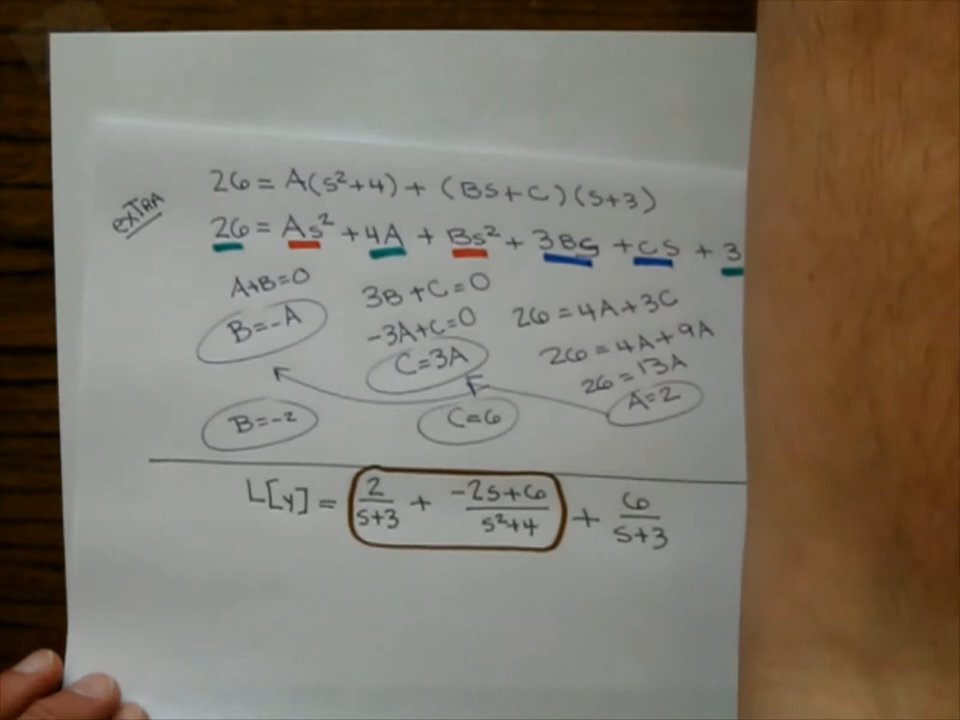 exTRA
26 = A(s²+4) + (Bs+C)(s+3)
26 = As² + 4A + Bs² + 3Bs + Cs + 3
A+B=0 3B+C=0 26=4A+3C
B=-A -3A+C=0 26=4A+9A
C=3A 26=13A
B=-2 C=6 A=2
L[y] = 2/(s+3) + (-2s+6)/(s²+4) + 6/(s+3)